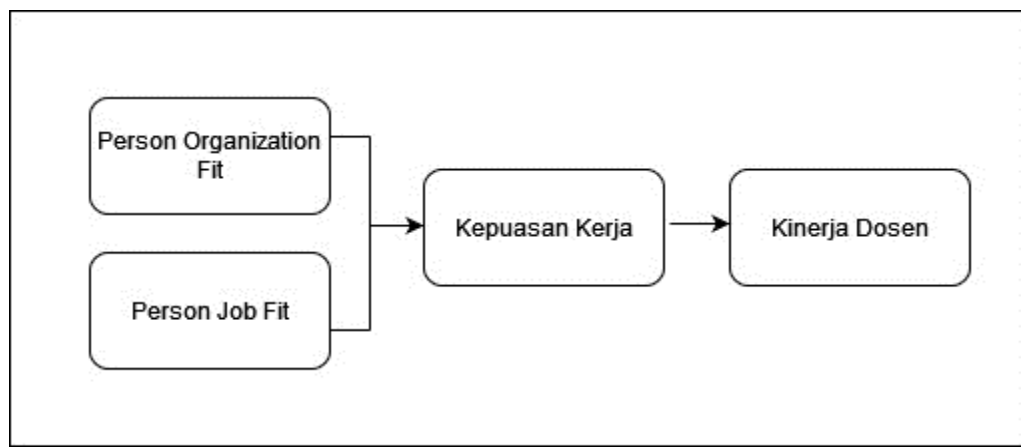 Person Organization
Fit
Person Job Fit
Kepuasan Kerja
Kinerja Dosen